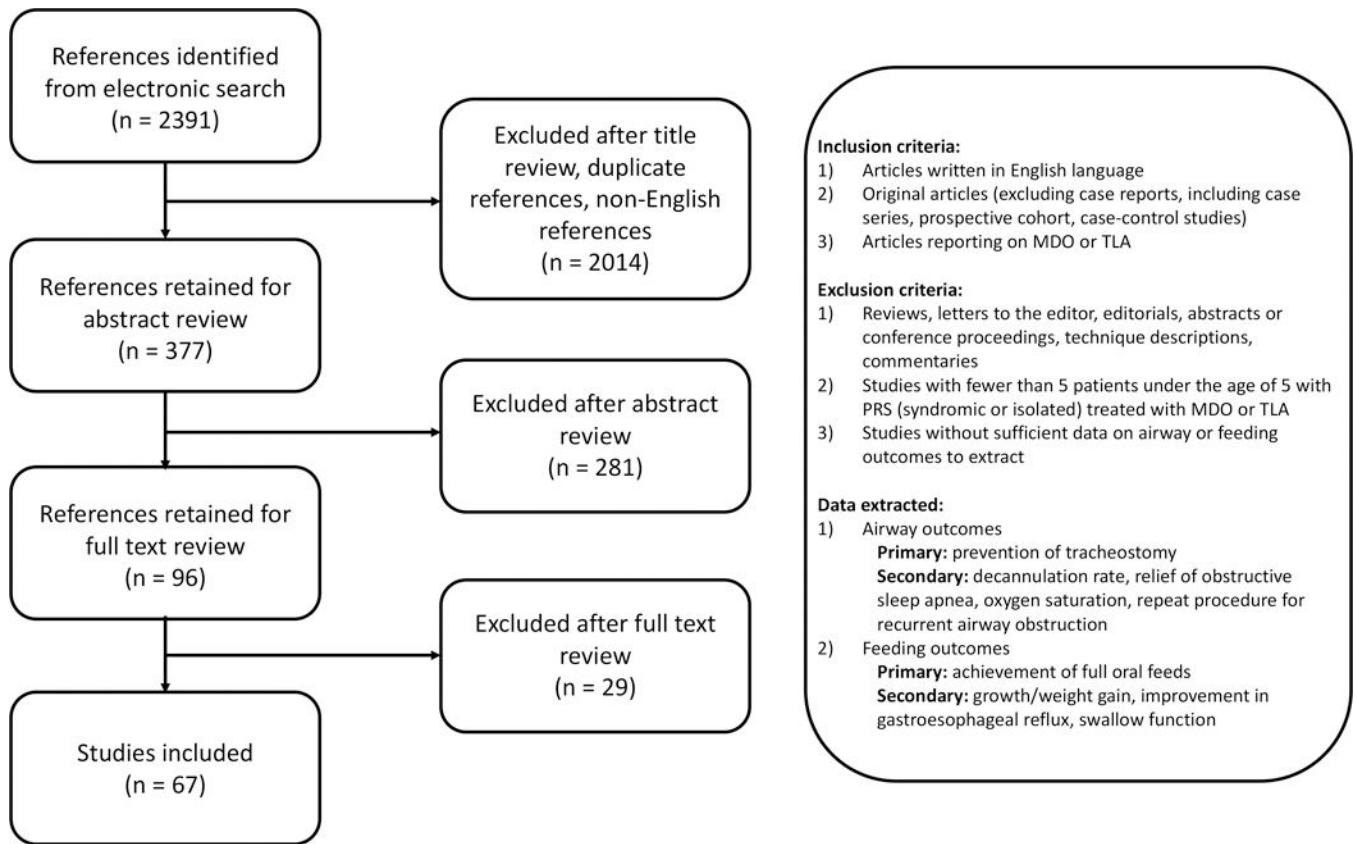 References identified
from electronic search
(n = 2391)
Excluded after title
review, duplicate
references, non-English
references
(n = 2014)
References retained for
abstract review
(n = 377)
Excluded after abstract
review
(n = 281)
References retained for
full text review
(n = 96)
Excluded after full text
review
(n = 29)
Studies included
(n = 67)
Inclusion criteria:
1) Articles written in English language
2) Original articles (excluding case reports, including case
series, prospective cohort, case-control studies)
3) Articles reporting on MDO or TLA
Exclusion criteria:
1) Reviews, letters to the editor, editorials, abstracts or
conference proceedings, technique descriptions,
commentaries
2) Studies with fewer than 5 patients under the age of 5 with
PRS (syndromic or isolated) treated with MDO or TLA
3) Studies without sufficient data on airway or feeding
outcomes to extract
Data extracted:
1) Airway outcomes
Primary: prevention of tracheostomy
Secondary: decannulation rate, relief of obstructive
sleep apnea, oxygen saturation, repeat procedure for
recurrent airway obstruction
2) Feeding outcomes
Primary: achievement of full oral feeds
Secondary: growth/weight gain, improvement in
gastroesophageal reflux, swallow function